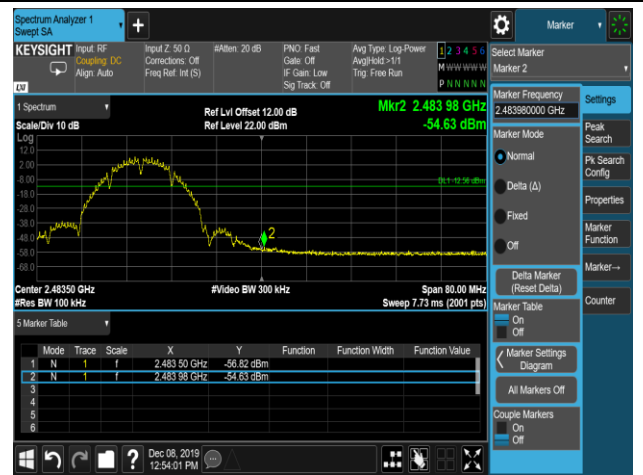 Spectrum Analyzer 1
Swept SA
Marker
KEYSIGHT
Input: RF
Coupling: DC
Align: Auto
Input Z: 50 Ω
Corrections: Off
Freq Ref: Int (S)
#Atten: 20 dB
PNO: Fast
Gate: Off
IF Gain: Low
Sig Track: Off
Avg Type: Log-Power
Avg|Hold:>1/1
Trig: Free Run
1 2 3 4 5 6
M W W W W W
P N N N N N
LXI
Select Marker
Marker 2
1 Spectrum
Scale/Div 10 dB
Ref Lvl Offset 12.00 dB
Ref Level 22.00 dBm
Mkr2 2.483 98 GHz
-54.63 dBm
Log
12.0
2.00
-8.00
-18.0
-28.0
-38.0
-48.0
-58.0
-68.0
DL1 -12.56 dBm
2
Center 2.48350 GHz
#Res BW 100 kHz
#Video BW 300 kHz
Span 80.00 MHz
Sweep 7.73 ms (2001 pts)
5 Marker Table
Mode Trace Scale X Y Function Function Width Function Value
1 N 1 f 2.483 50 GHz -56.82 dBm
2 N 1 f 2.483 98 GHz -54.63 dBm
3
4
5
6
Marker Frequency
2.483980000 GHz
Marker Mode
Normal
Delta (Δ)
Fixed
Off
Delta Marker
(Reset Delta)
Marker Table
On
Off
Marker Settings
Diagram
All Markers Off
Couple Markers
On
Off
Settings
Peak
Search
Pk Search
Config
Properties
Marker
Function
Marker→
Counter
?
Dec 08, 2019
12:54:01 PM